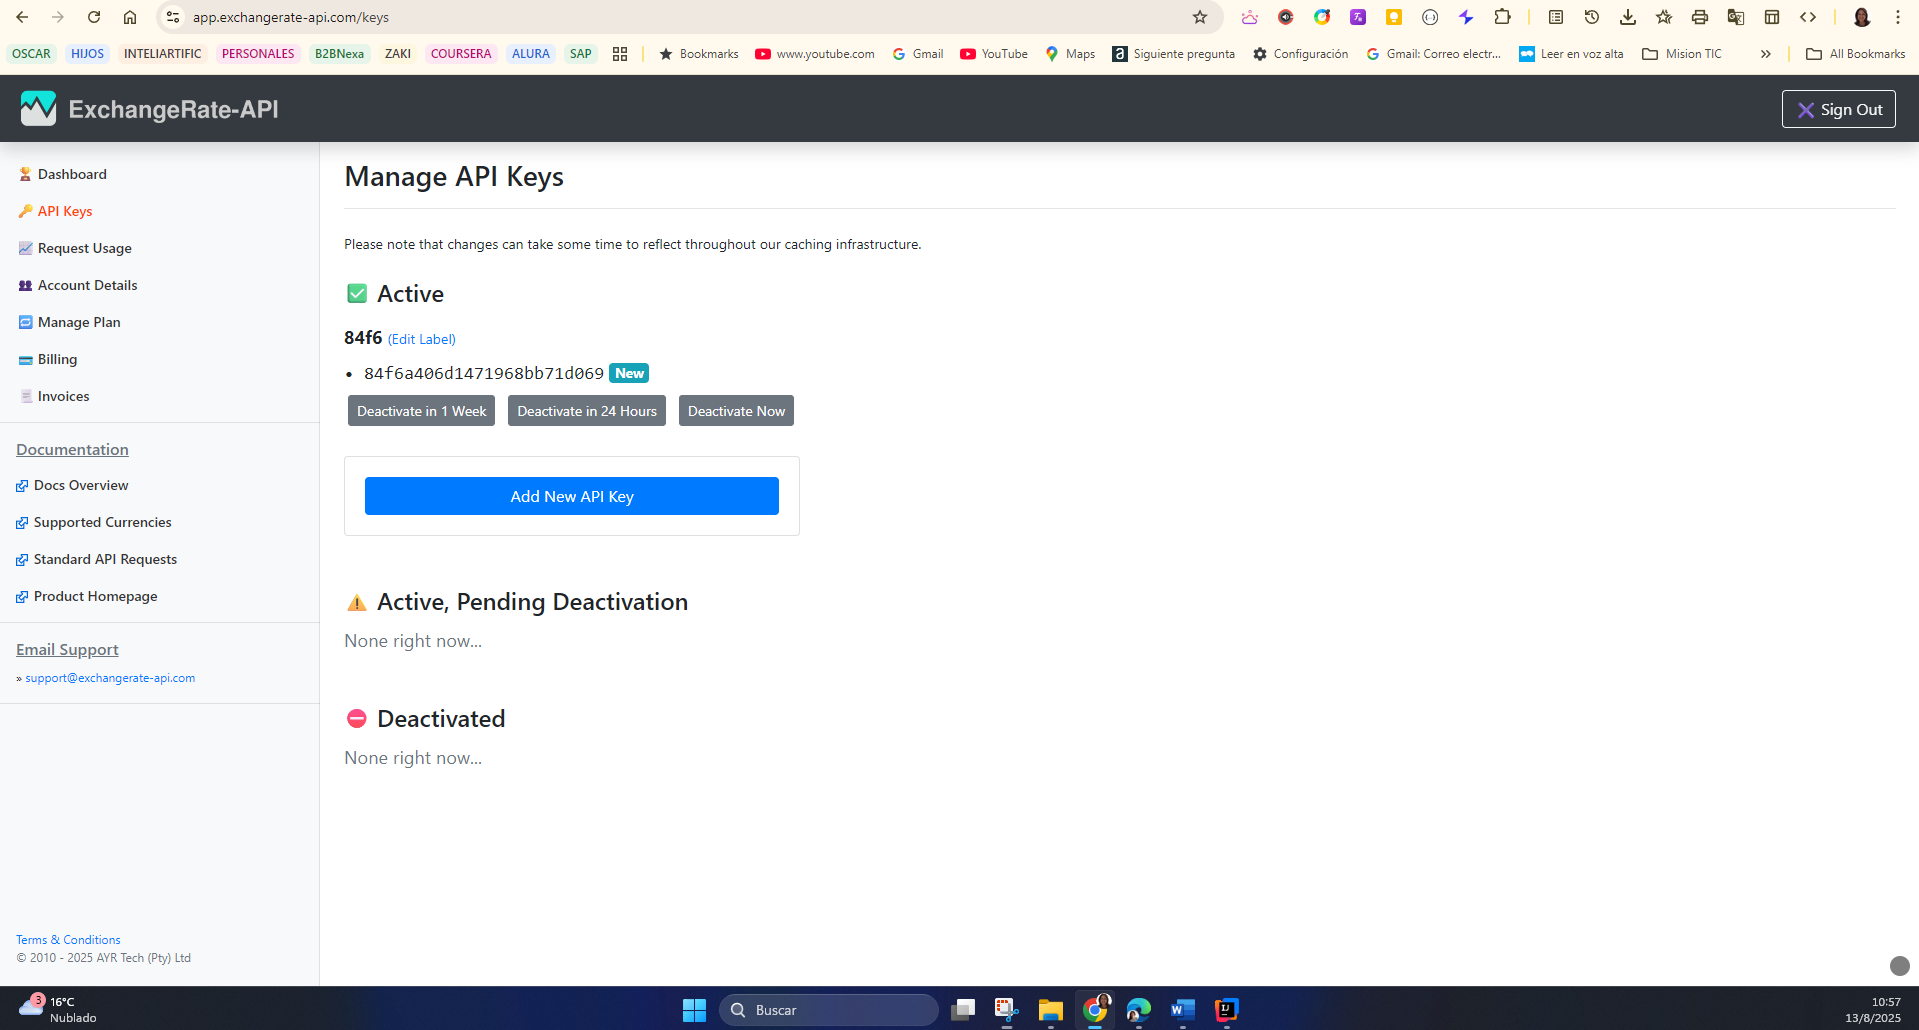 app.exchangerate-api.com/keys
OSCAR HIJOS INTELIARTIFIC PERSONALES B2BNexa ZAKI COURSERA ALURA SAP Bookmarks www.youtube.com Gmail YouTube Maps Siguiente pregunta Configuración Gmail: Correo electr... Leer en voz alta Mision TIC » All Bookmarks
ExchangeRate-API
Sign Out
Dashboard
API Keys
Request Usage
Account Details
Manage Plan
Billing
Invoices
Documentation
Docs Overview
Supported Currencies
Standard API Requests
Product Homepage
Email Support
» support@exchangerate-api.com
Terms & Conditions
© 2010 - 2025 AYR Tech (Pty) Ltd
Manage API Keys
Please note that changes can take some time to reflect throughout our caching infrastructure.
Active
84f6 (Edit Label)
• 84f6a406d1471968bb71d069 New
Deactivate in 1 Week Deactivate in 24 Hours Deactivate Now
Add New API Key
Active, Pending Deactivation
None right now...
Deactivated
None right now...
3
16°C
Nublado
Buscar
10:57
13/8/2025